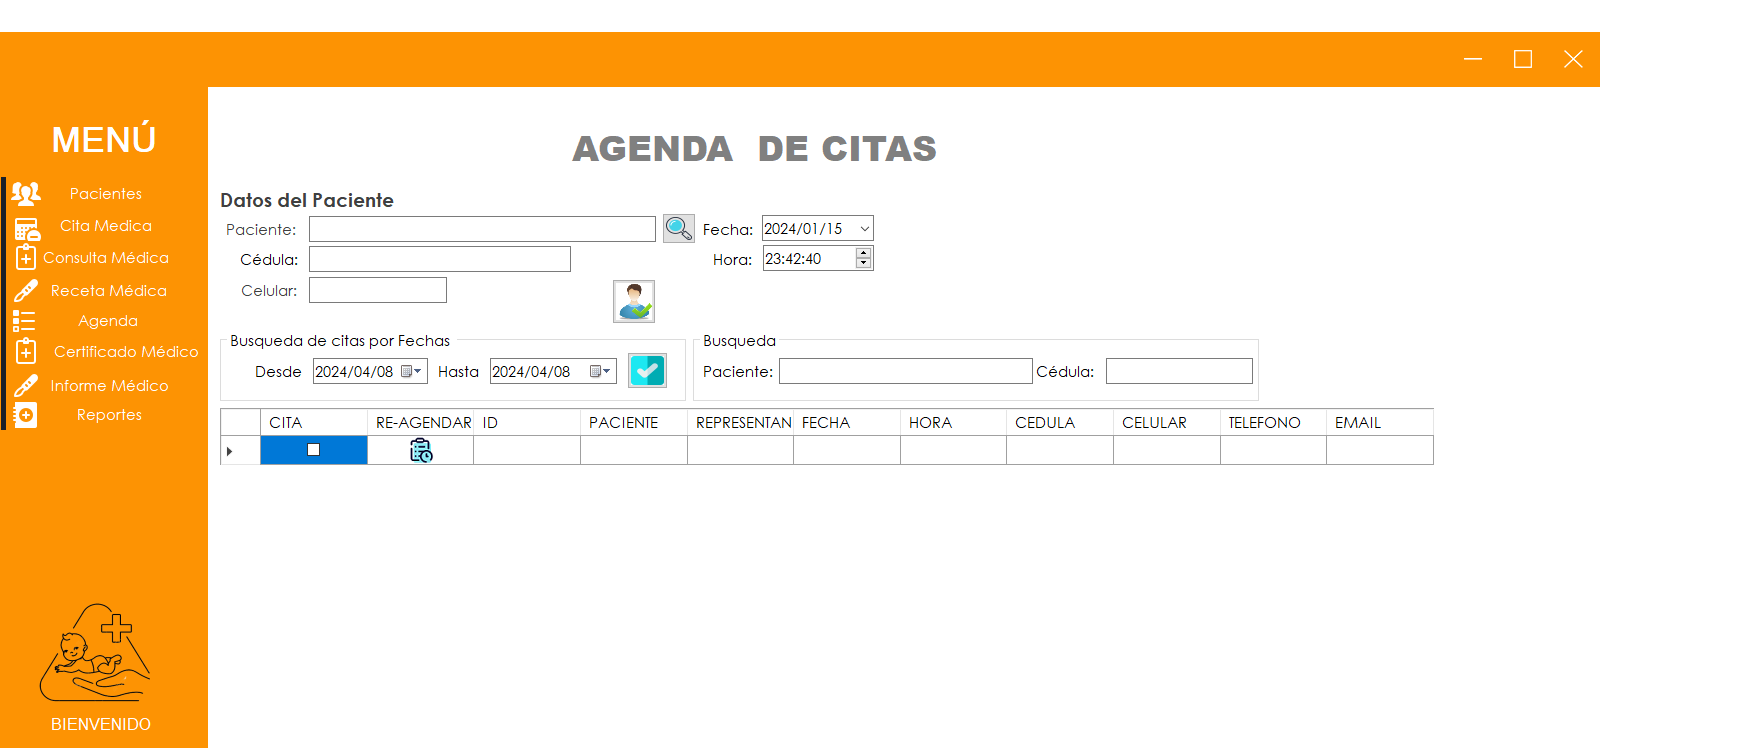 MENÚ
Pacientes
Cita Medica
Consulta Médica
Receta Médica
Agenda
Certificado Médico
Informe Médico
Reportes
BIENVENIDO
AGENDA DE CITAS
Datos del Paciente
Paciente: Fecha: 2024/01/15
Cédula: Hora: 23:42:40
Celular:
Busqueda de citas por Fechas
Desde 2024/04/08 Hasta 2024/04/08
Busqueda
Paciente: Cédula:
CITA RE-AGENDAR ID PACIENTE REPRESENTAN FECHA HORA CEDULA CELULAR TELEFONO EMAIL